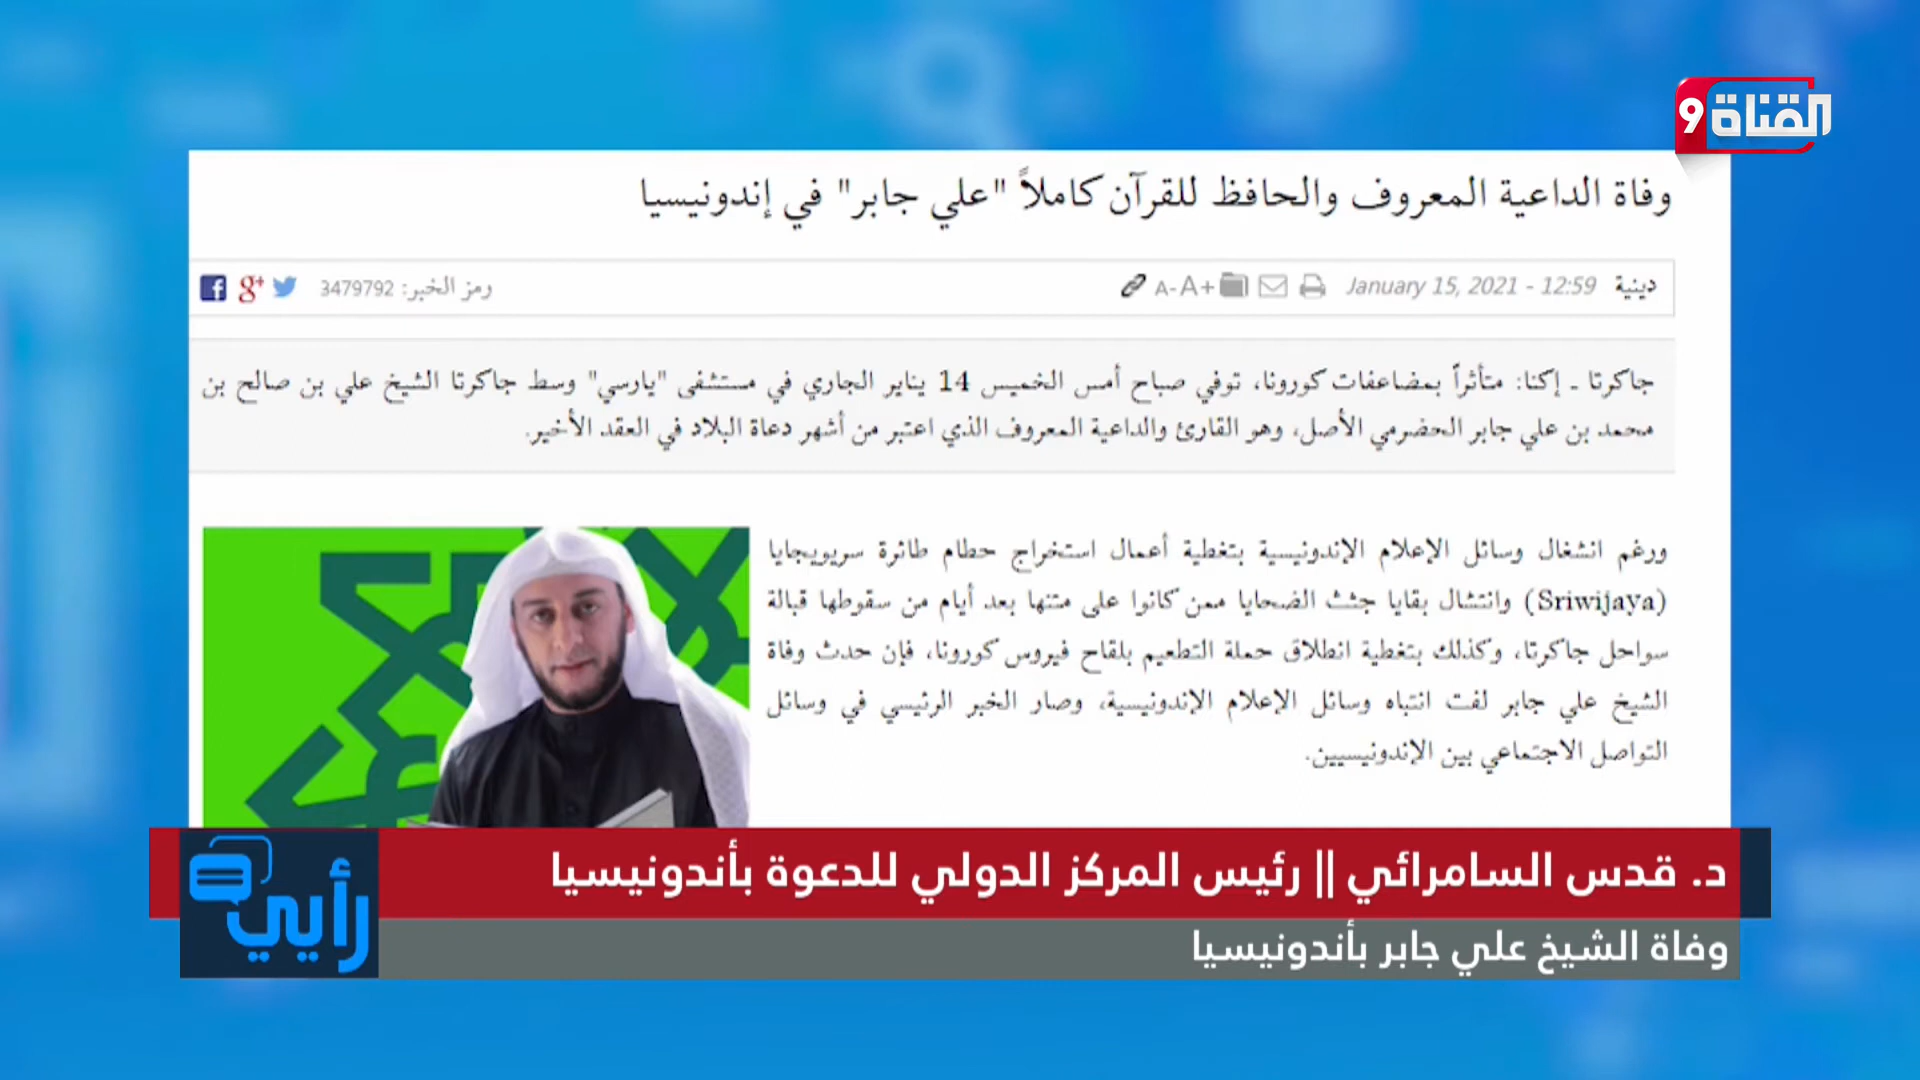 القناة 9
وفاة الداعية المعروف والحافظ للقرآن كاملاً "علي جابر" في إندونيسيا
دينية January 15, 2021 - 12:59 A+ A- رمز الخبر: 3479792 g+ f
جاكرتا ـ إكنا: متأثراً بمضاعفات كورونا، توفي صباح أمس الخميس 14 يناير الجاري في مستشفى "يارسي" وسط جاكرتا الشيخ علي بن صالح بن
محمد بن علي جابر الحضرمي الأصل، وهو القارئ والداعية المعروف الذي اعتبر من أشهر دعاة البلاد في العقد الأخير.
ورغم انشغال وسائل الإعلام الإندونيسية بتغطية أعمال استخراج حطام طائرة سريويجايا
(Sriwijaya) وانتشال بقايا جثث الضحايا ممن كانوا على متنها بعد أيام من سقوطها قبالة
سواحل جاكرتا، وكذلك بتغطية انطلاق حملة التطعيم بلقاح فيروس كورونا، فإن حدث وفاة
الشيخ علي جابر لفت انتباه وسائل الإعلام الإندونيسية، وصار الخبر الرئيسي في وسائل
التواصل الاجتماعي بين الإندونيسيين.
د. قدس السامرائي || رئيس المركز الدولي للدعوة بأندونيسيا
رأيي
وفاة الشيخ علي جابر بأندونيسيا